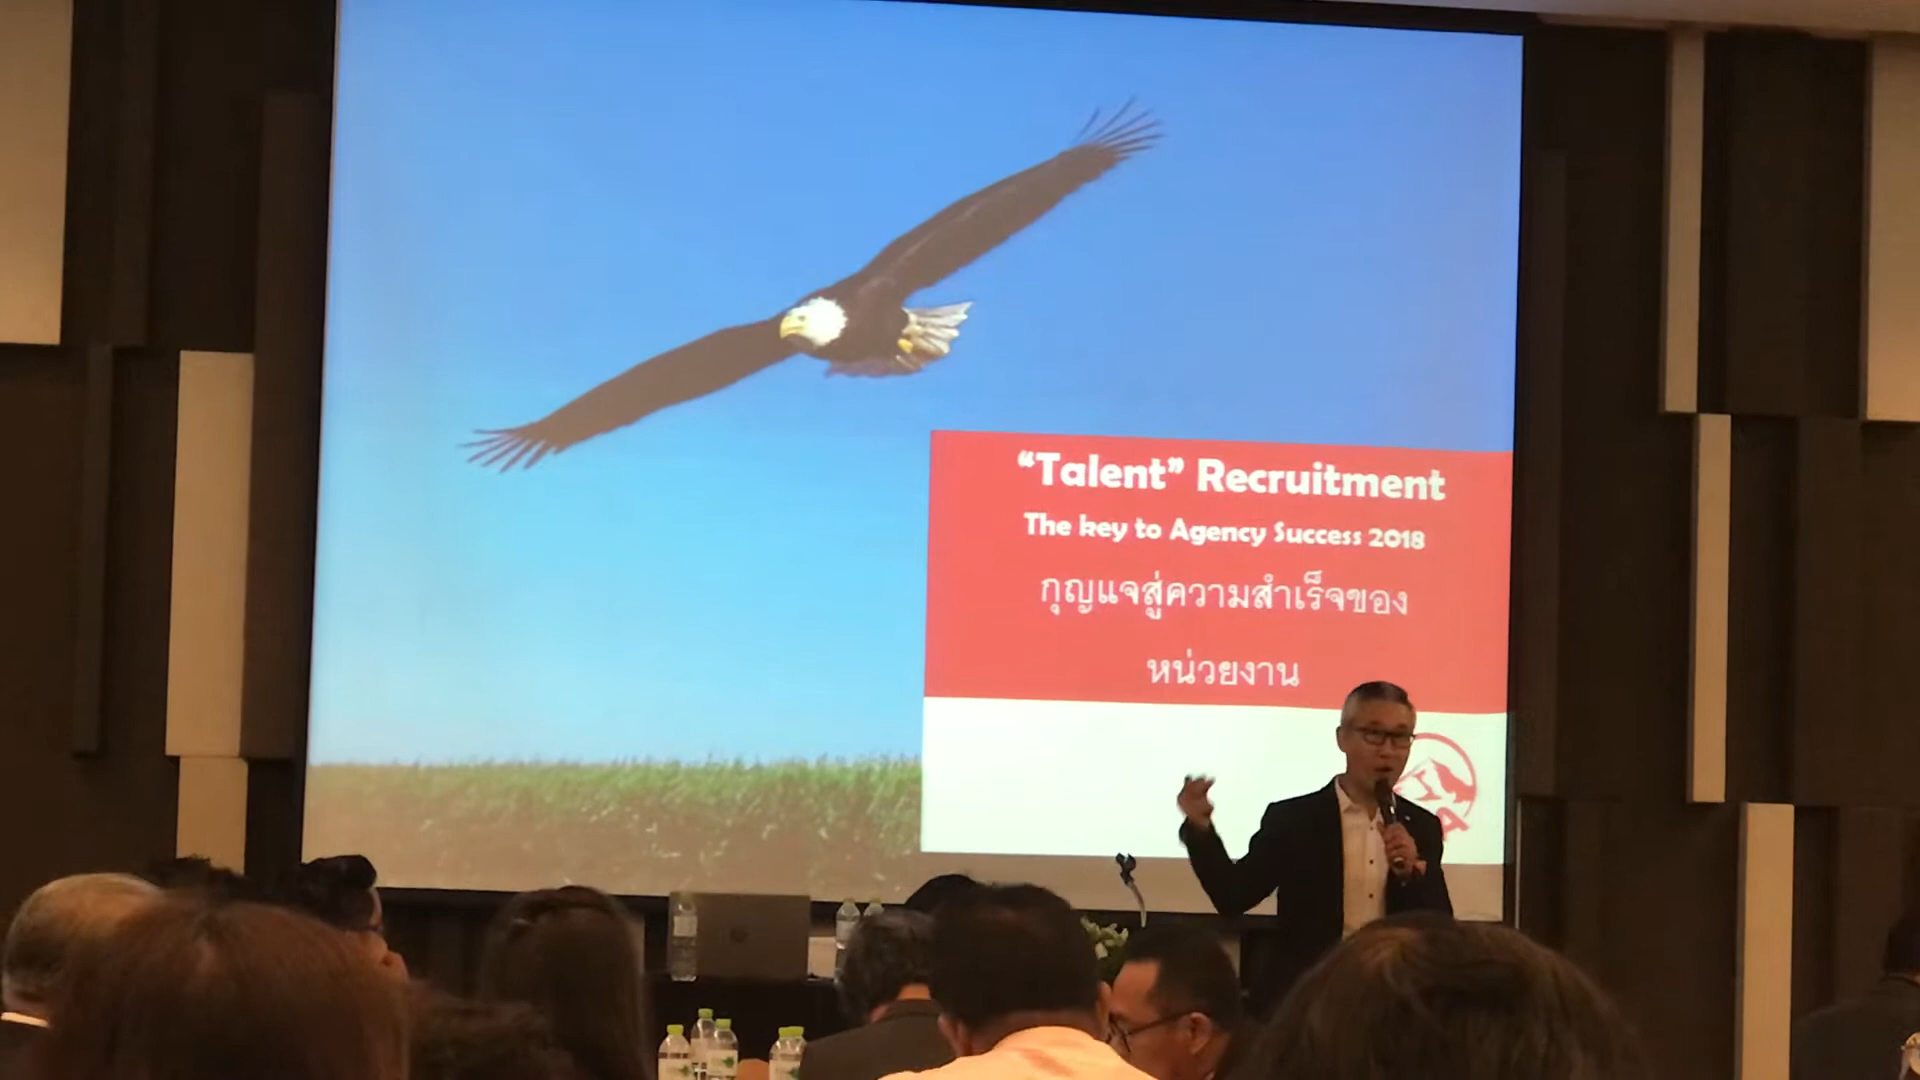 “Talent” Recruitment
The key to Agency Success 2018
กุญแจสู่ความสำเร็จของ
หน่วยงาน